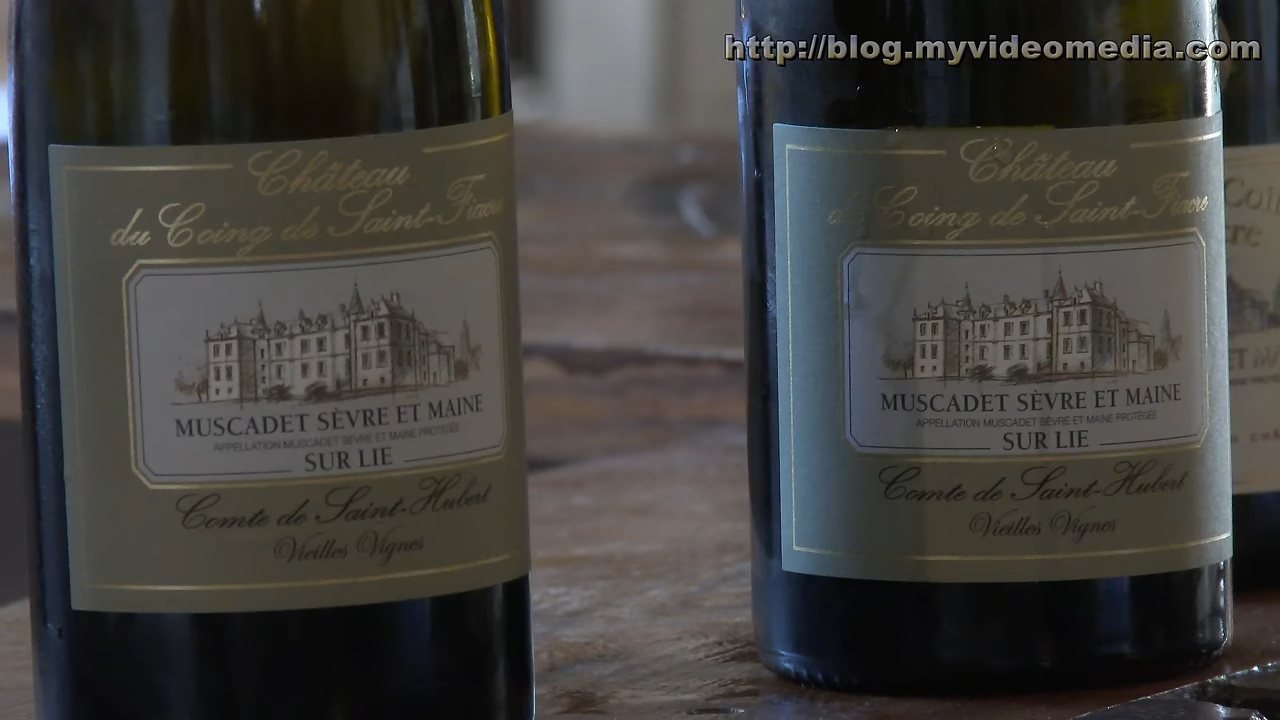 http://blog.myvideomedia.com
Château
du Coing de Saint-Fiacre
MUSCADET SÈVRE ET MAINE
APPELLATION MUSCADET SÈVRE ET MAINE PROTÉGÉE
SUR LIE
Comte de Saint-Hubert
Vieilles Vignes
Château
du Coing de Saint-Fiacre
MUSCADET SÈVRE ET MAINE
APPELLATION MUSCADET SÈVRE ET MAINE PROTÉGÉE
SUR LIE
Comte de Saint-Hubert
Vieilles Vignes